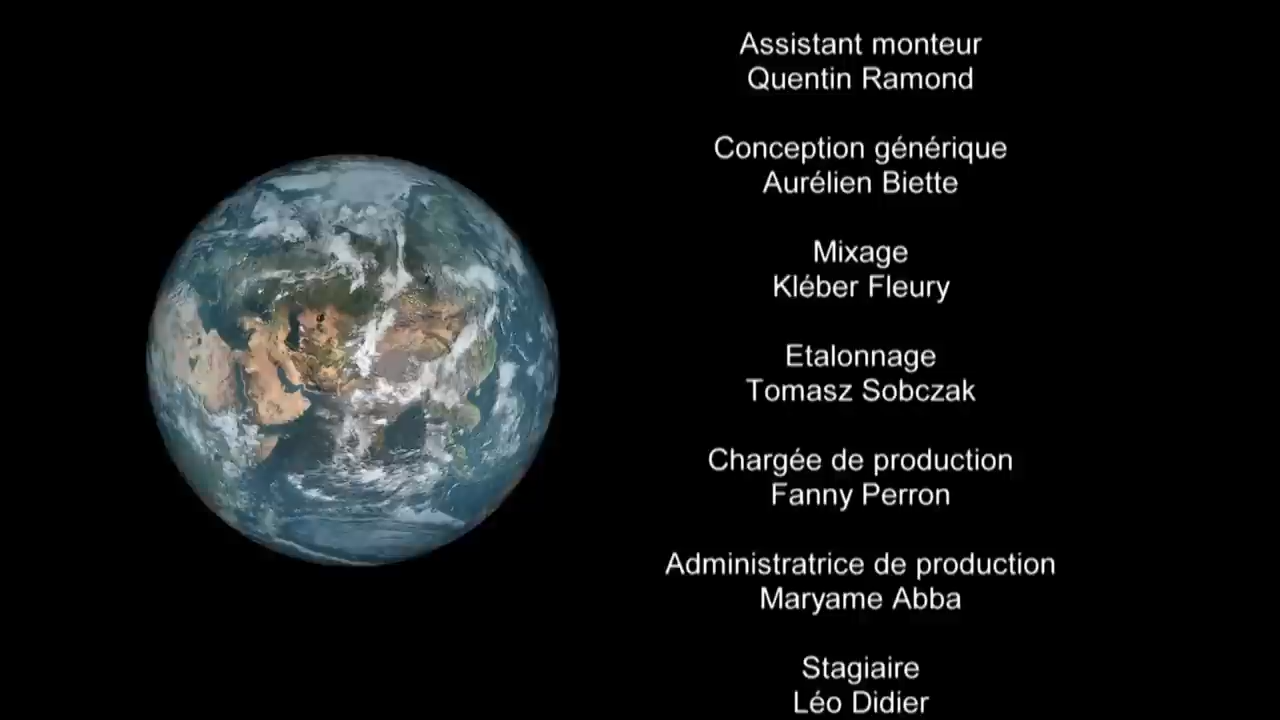 Assistant monteur
Quentin Ramond
Conception générique
Aurélien Biette
Mixage
Kléber Fleury
Etalonnage
Tomasz Sobczak
Chargée de production
Fanny Perron
Administratrice de production
Maryame Abba
Stagiaire
Léo Didier